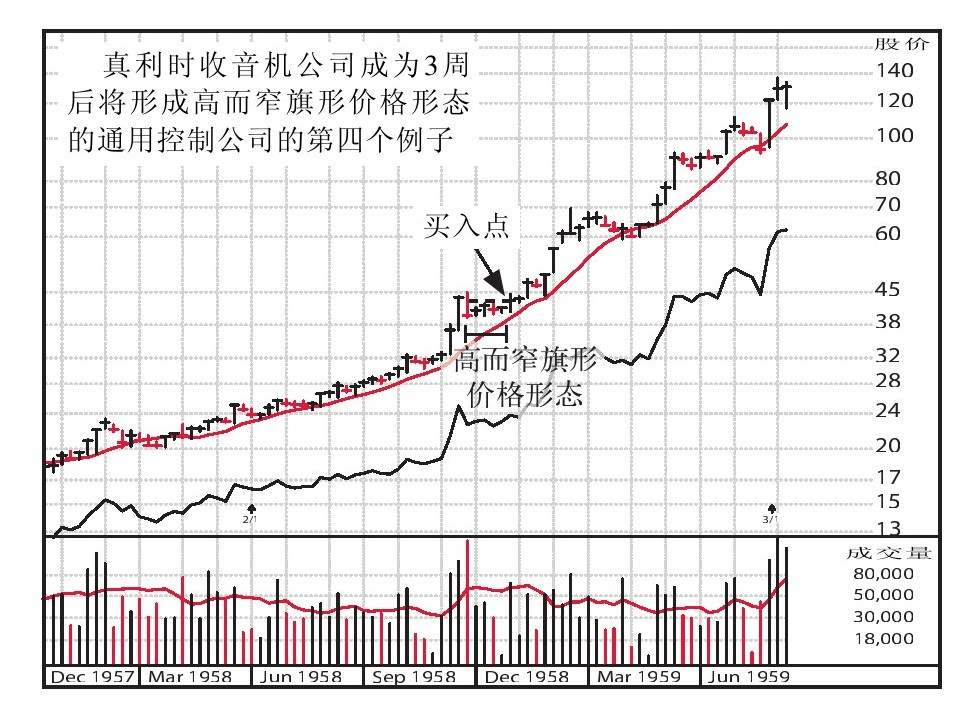 股价
真利时收音机公司成为3周
后将形成高而窄旗形价格形态
的通用控制公司的第四个例子
140
120
100
80
70
60
买入点
45
38
32
高而窄旗形
价格形态
28
24
20
17
15
13
2/1
3/1
成交量
80,000
50,000
30,000
18,000
Dec 1957 Mar 1958 Jun 1958 Sep 1958 Dec 1958 Mar 1959 Jun 1959